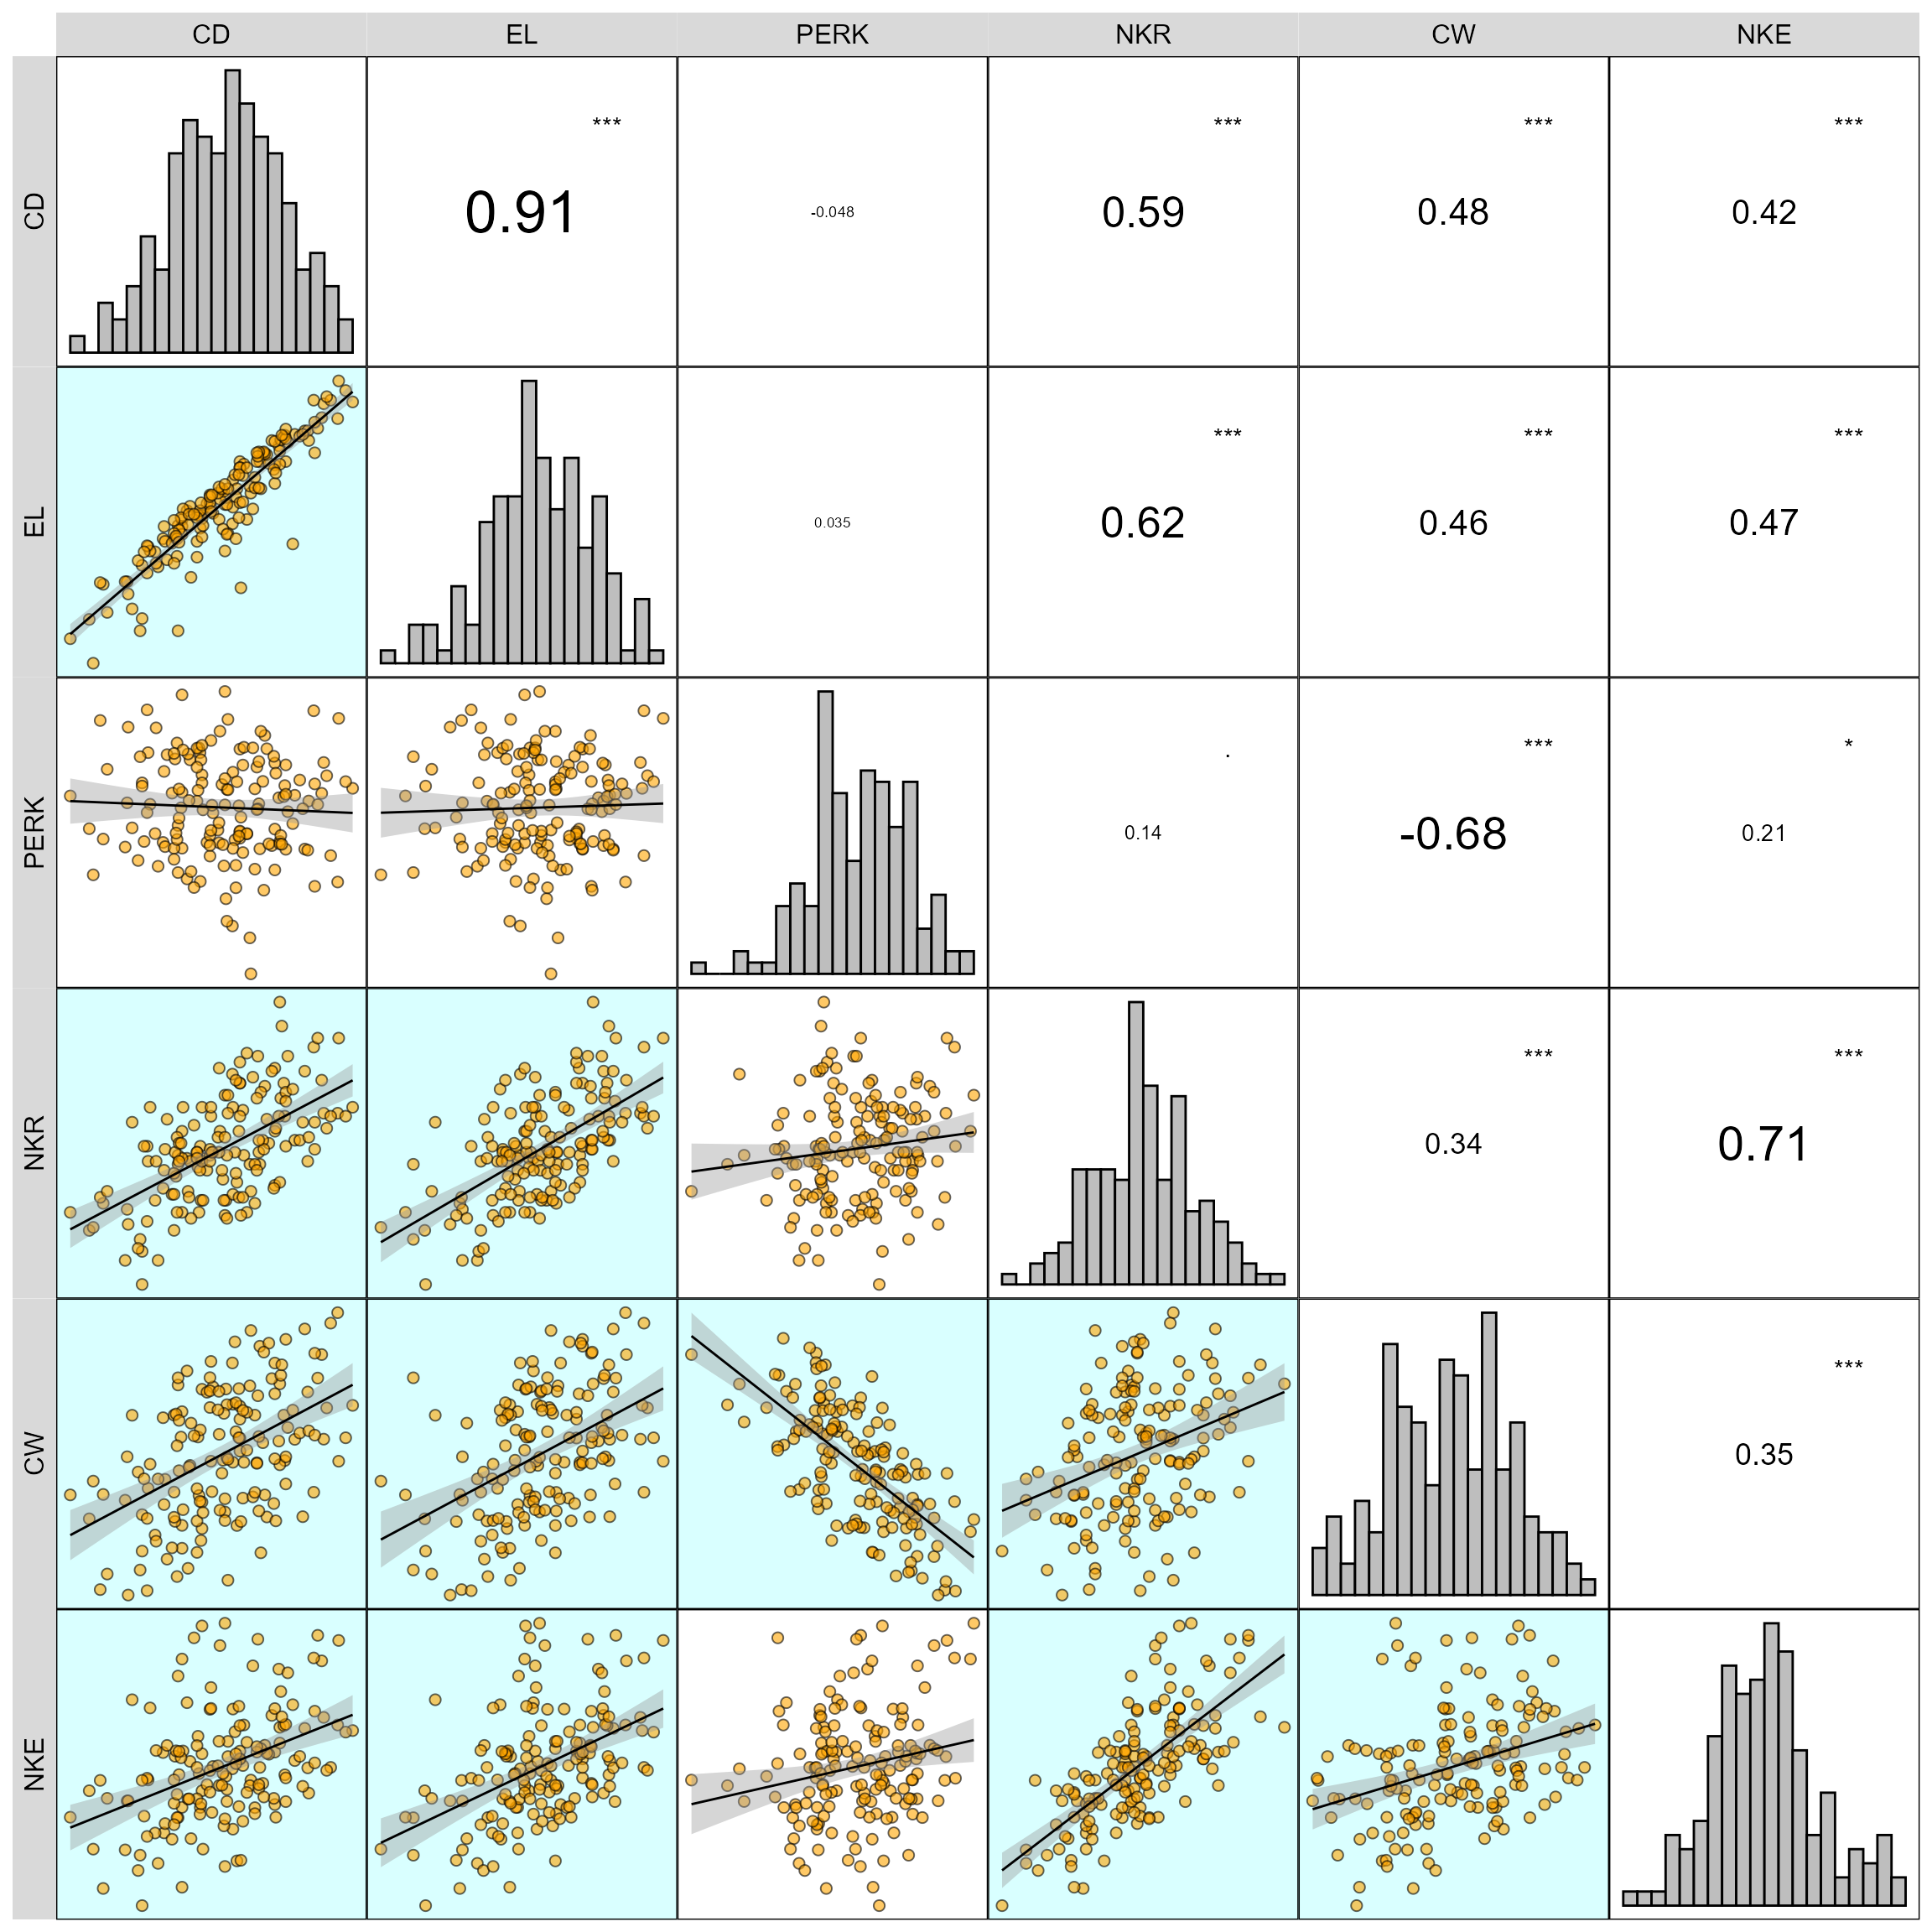 CD EL PERK NKR CW NKE
*** *** *** ***
CD 0.91 -0.048 0.59 0.48 0.42
*** *** ***
EL 0.035 0.62 0.46 0.47
. *** *
PERK 0.14 -0.68 0.21
*** ***
NKR 0.34 0.71
***
CW 0.35
NKE